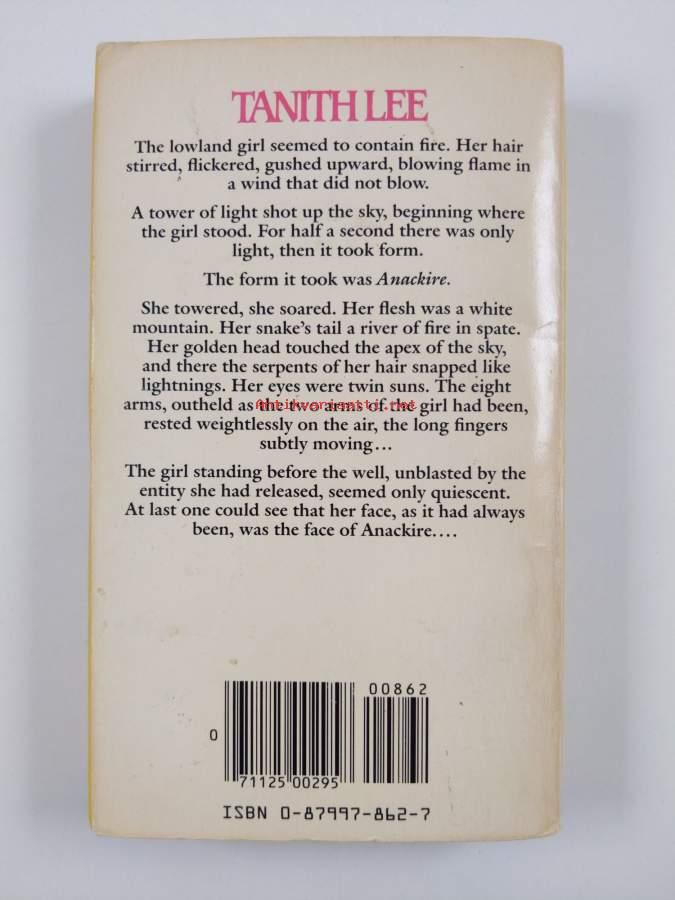 TANITH LEE
The lowland girl seemed to contain fire. Her hair
stirred, flickered, gushed upward, blowing flame in
a wind that did not blow.
A tower of light shot up the sky, beginning where
the girl stood. For half a second there was only
light, then it took form.
The form it took was Anackire.
She towered, she soared. Her flesh was a white
mountain. Her snake's tail a river of fire in spate.
Her golden head touched the apex of the sky,
and there the serpents of her hair snapped like
lightnings. Her eyes were twin suns. The eight
arms, outheld as the two arms of the girl had been,
antikvariantti.net
rested weightlessly on the air, the long fingers
subtly moving...
The girl standing before the well, unblasted by the
entity she had released, seemed only quiescent.
At last one could see that her face, as it had always
been, was the face of Anackire....
00862
0
71125 00295
ISBN 0-87997-862-7